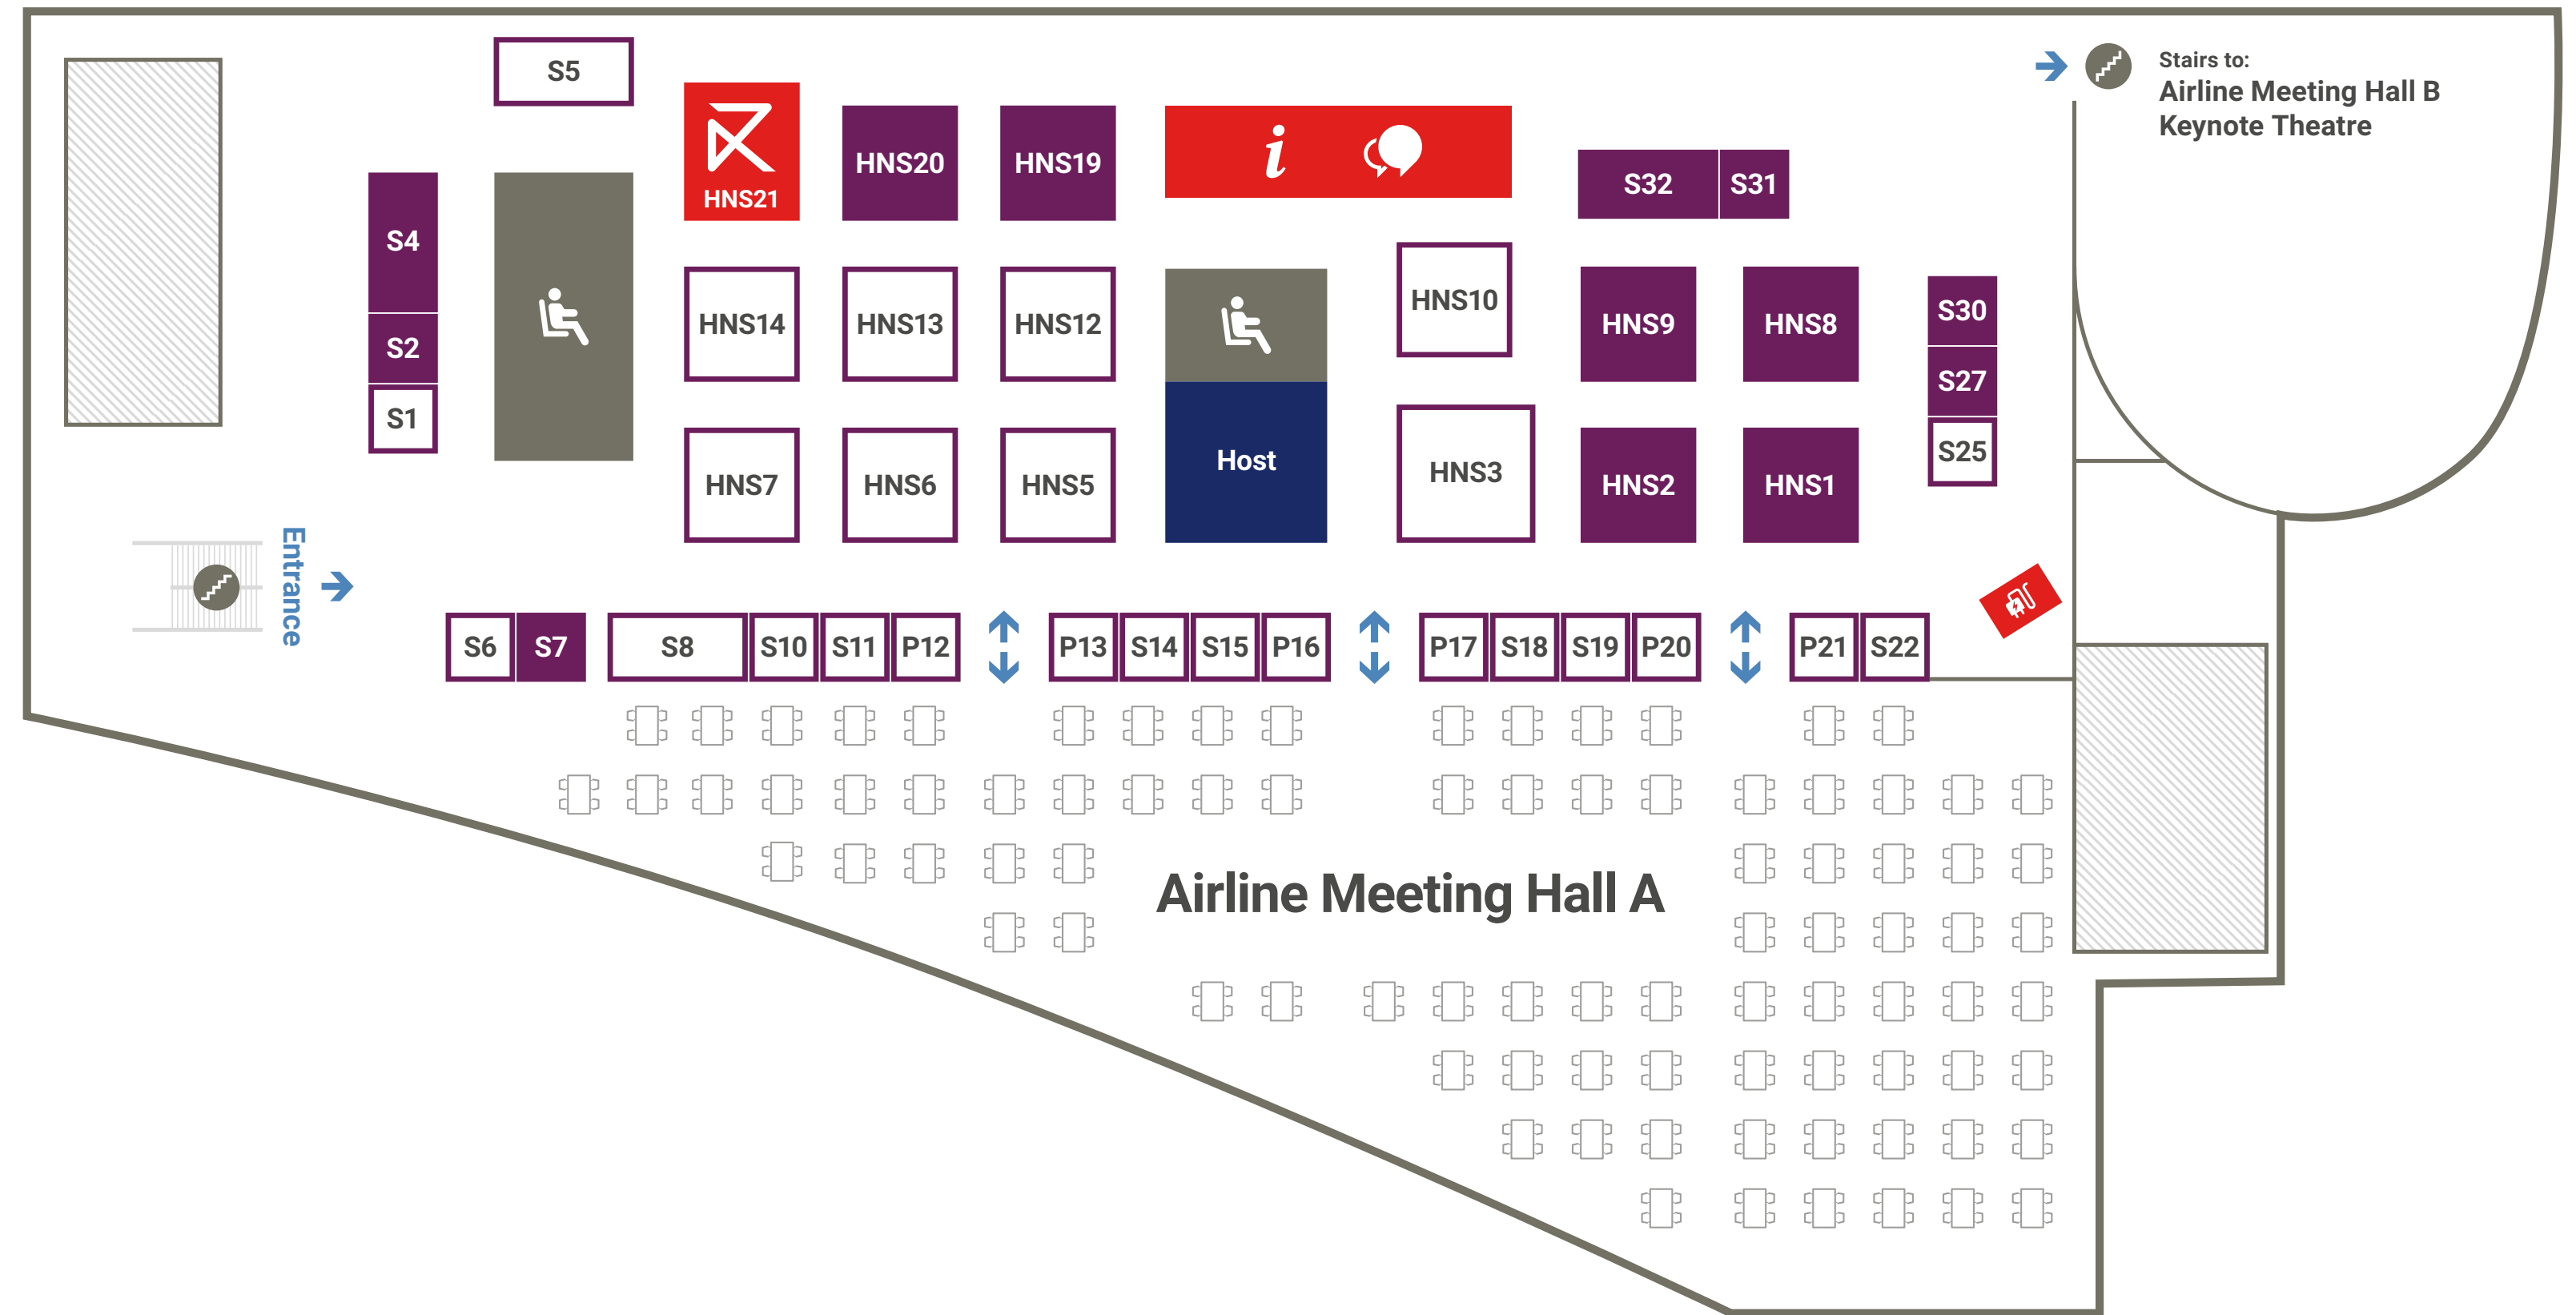 S5
Stairs to:
Airline Meeting Hall B
Keynote Theatre
HNS21
HNS20
HNS19
i
S32
S31
S4
S2
S1
HNS14
HNS13
HNS12
HNS10
HNS9
HNS8
S30
S27
S25
HNS7
HNS6
HNS5
Host
HNS3
HNS2
HNS1
Entrance
S6
S7
S8
S10
S11
P12
P13
S14
S15
P16
P17
S18
S19
P20
P21
S22
Airline Meeting Hall A